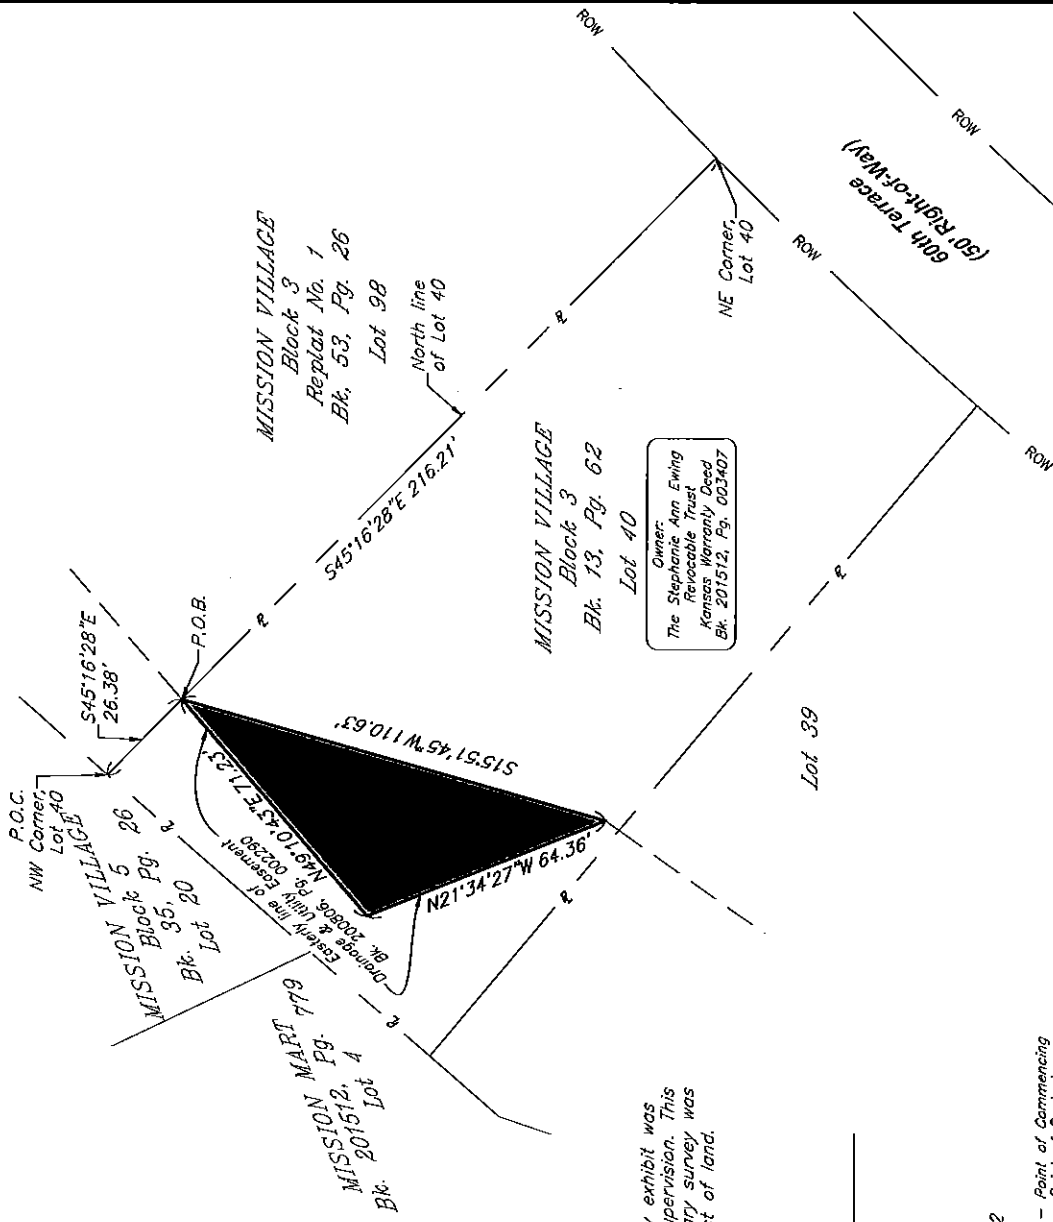 P.O.C.
NW Corner,
Lot 40
S45°16'28"E
26.38'
P.O.B.
MISSION VILLAGE
Block 5
Bk. 35, Pg. 26
Lot 20
MISSION VILLAGE
Block 3
Replat No. 1
Bk. 53, Pg. 26
Lot 98
North line
of Lot 40
S45°16'28"E 216.21'
ROW
ROW
60th Terrace
(50' Right-of-Way)
NE Corner,
Lot 40
ROW
ROW
MISSION VILLAGE
Block 3
Bk. 13, Pg. 62
Lot 40
Owner:
The Stephanie Ann Ewing
Revocable Trust
Kansas Warranty Deed
Bk. 201512, Pg. 003407
S15°51'45"W 110.63'
N49°10'43"E 71.23'
N21°34'27"W 64.36'
Easterly line of
Drainage & Utility Easement
Bk. 200806, Pg. 002290
MISSION MART
Bk. 201512, Pg. 779
Lot 4
Lot 39
y exhibit was
upervision. This
ary survey was
ct of land.
2
- Point of Commencing